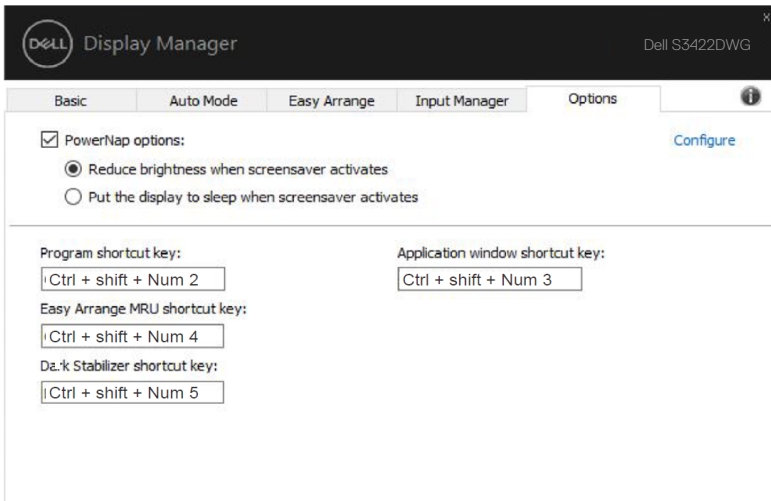 X
DELL Display Manager
Dell S3422DWG
Basic Auto Mode Easy Arrange Input Manager Options
PowerNap options:
Configure
Reduce brightness when screensaver activates
Put the display to sleep when screensaver activates
Program shortcut key: Application window shortcut key:
Ctrl + shift + Num 2 Ctrl + shift + Num 3
Easy Arrange MRU shortcut key:
Ctrl + shift + Num 4
Dark Stabilizer shortcut key:
Ctrl + shift + Num 5